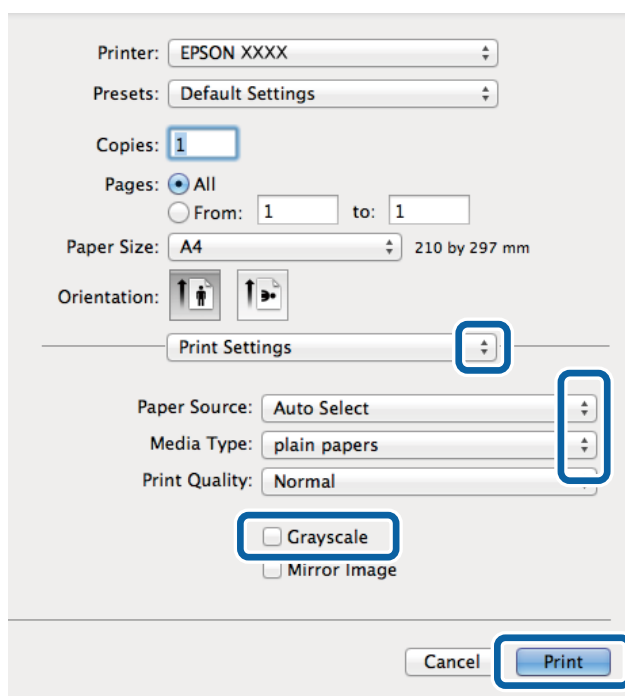 Printer: EPSON XXXX
Presets: Default Settings
Copies: 1
Pages: All
From: 1 to: 1
Paper Size: A4 210 by 297 mm
Orientation:
Print Settings
Paper Source: Auto Select
Media Type: plain papers
Print Quality: Normal
Grayscale
Mirror Image
Cancel Print